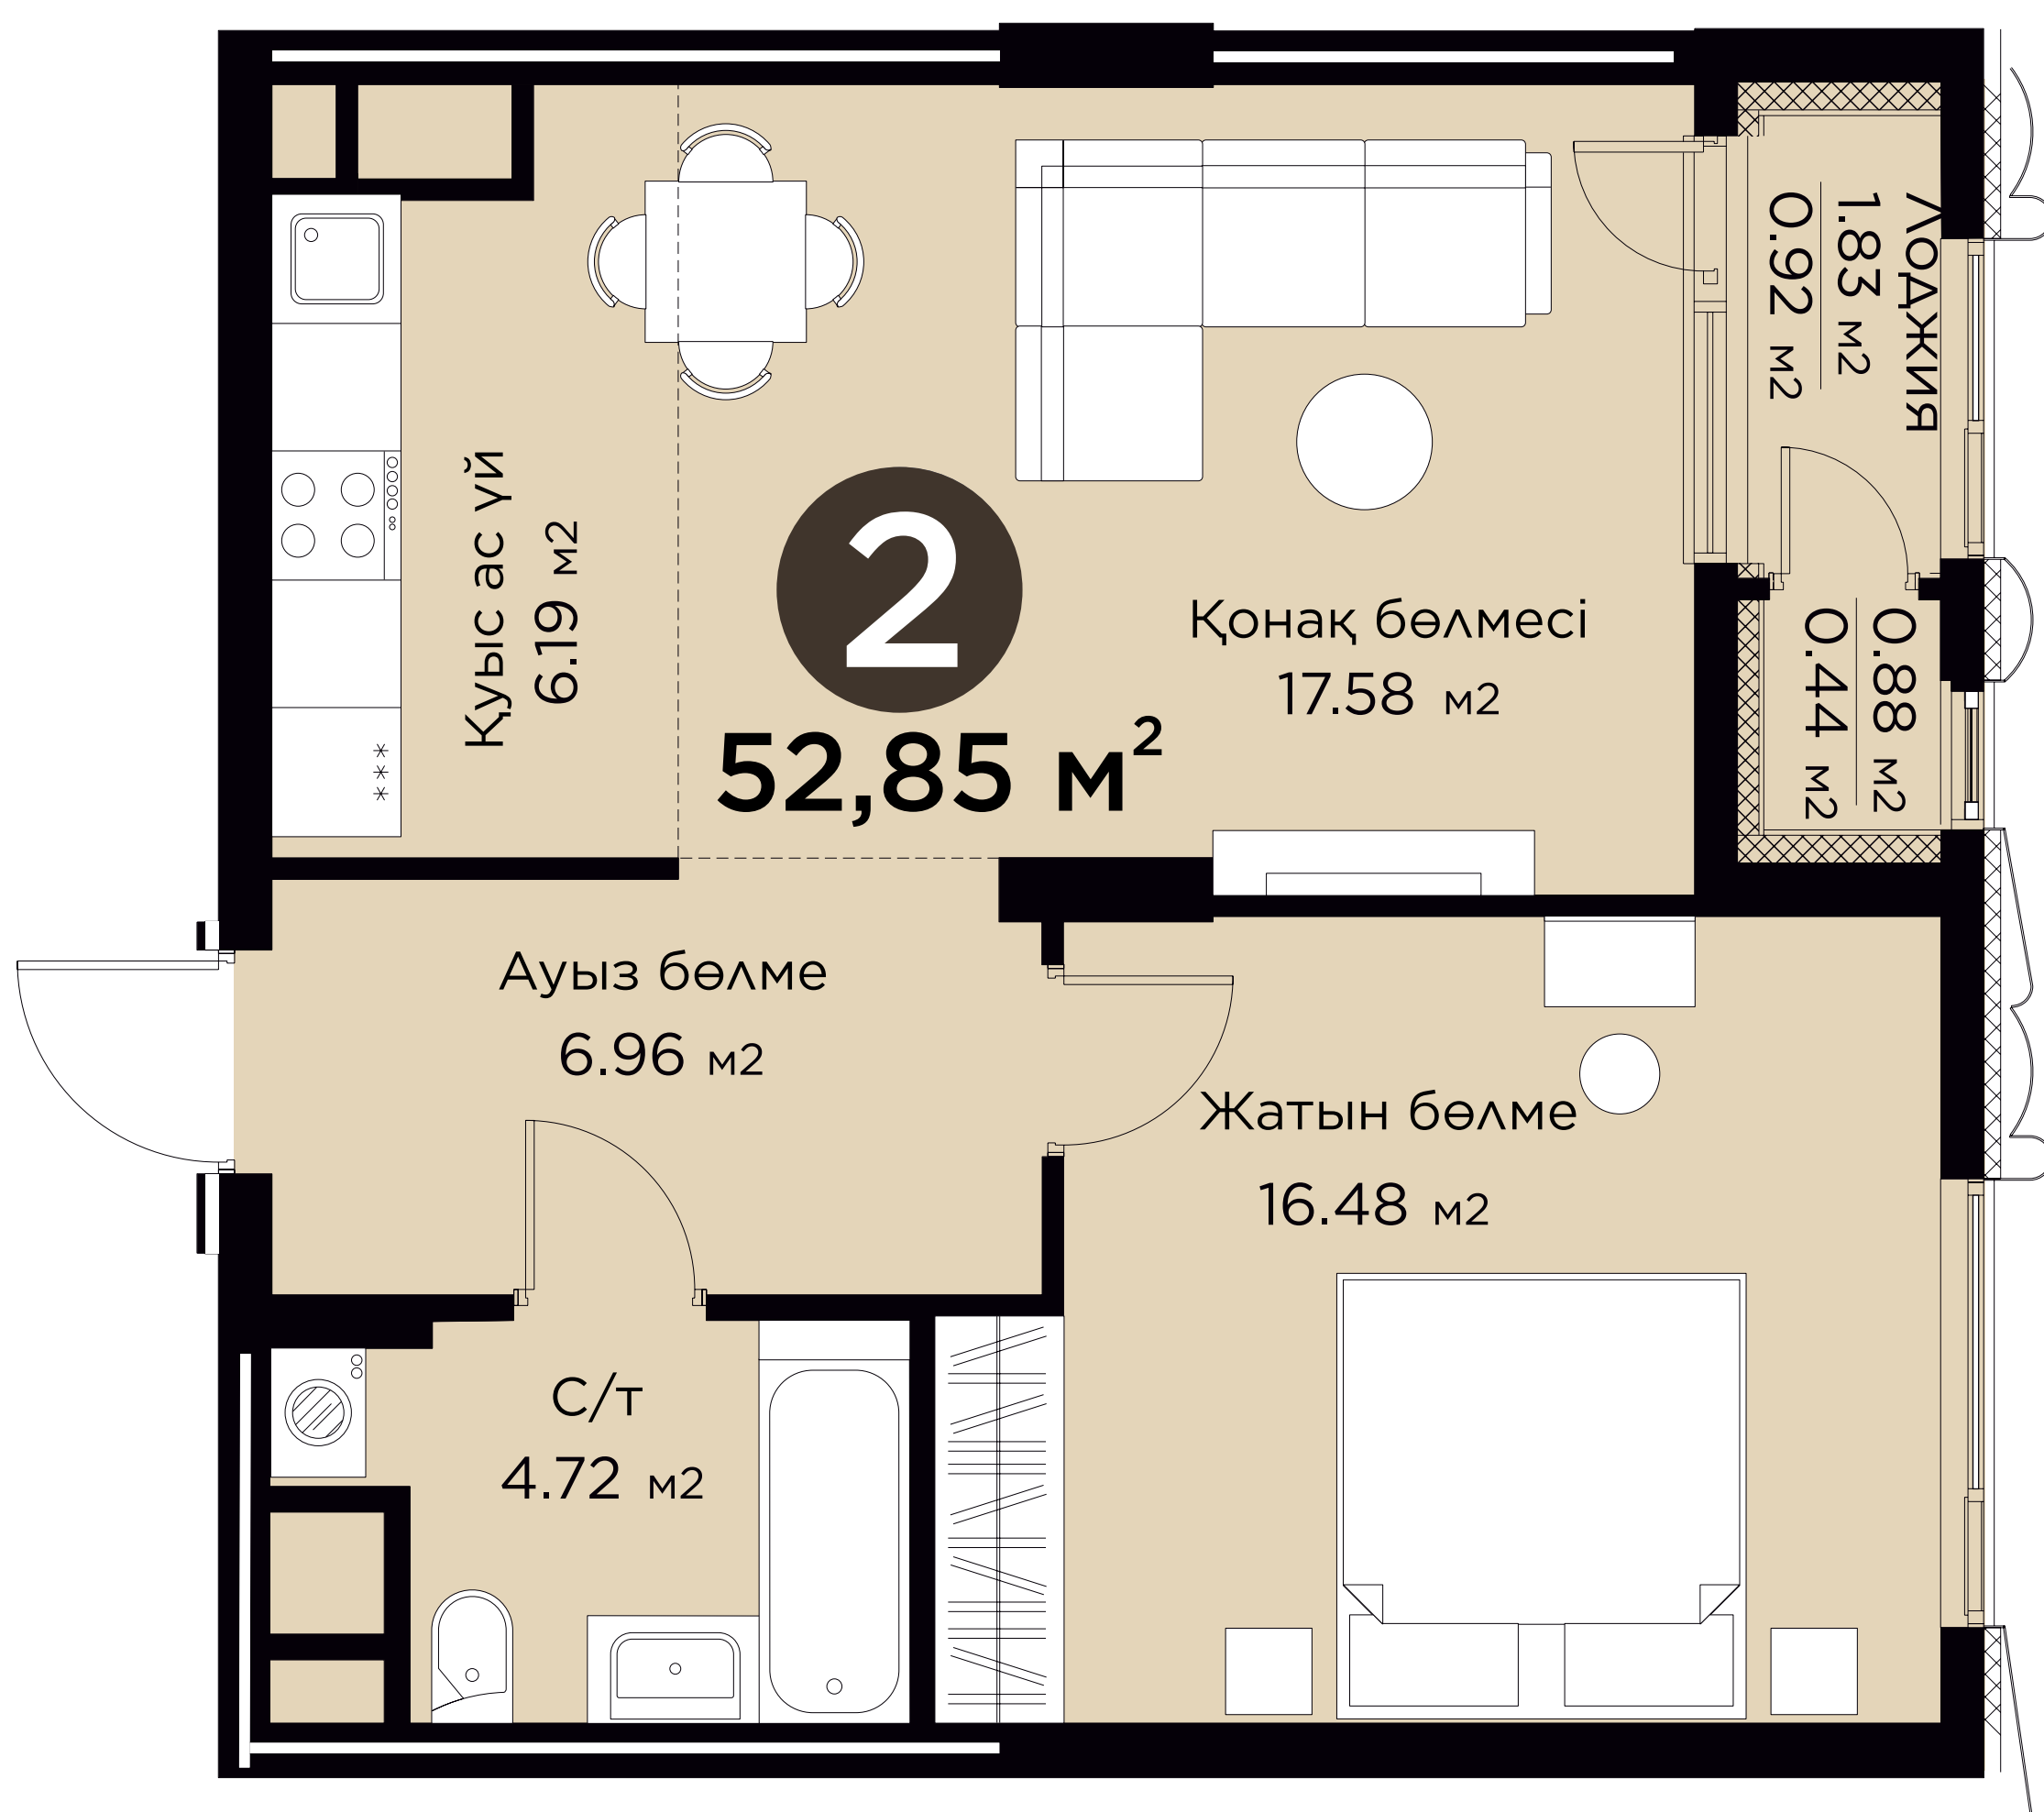 Лоджия
1.83 м2
0.92 м2
Қуыс ас үй
6.19 м2
2
52,85 м²
Қонақ бөлмесі
17.58 м2
0.88 м2
0.44 м2
Ауыз бөлме
6.96 м2
Жатын бөлме
16.48 м2
С/т
4.72 м2